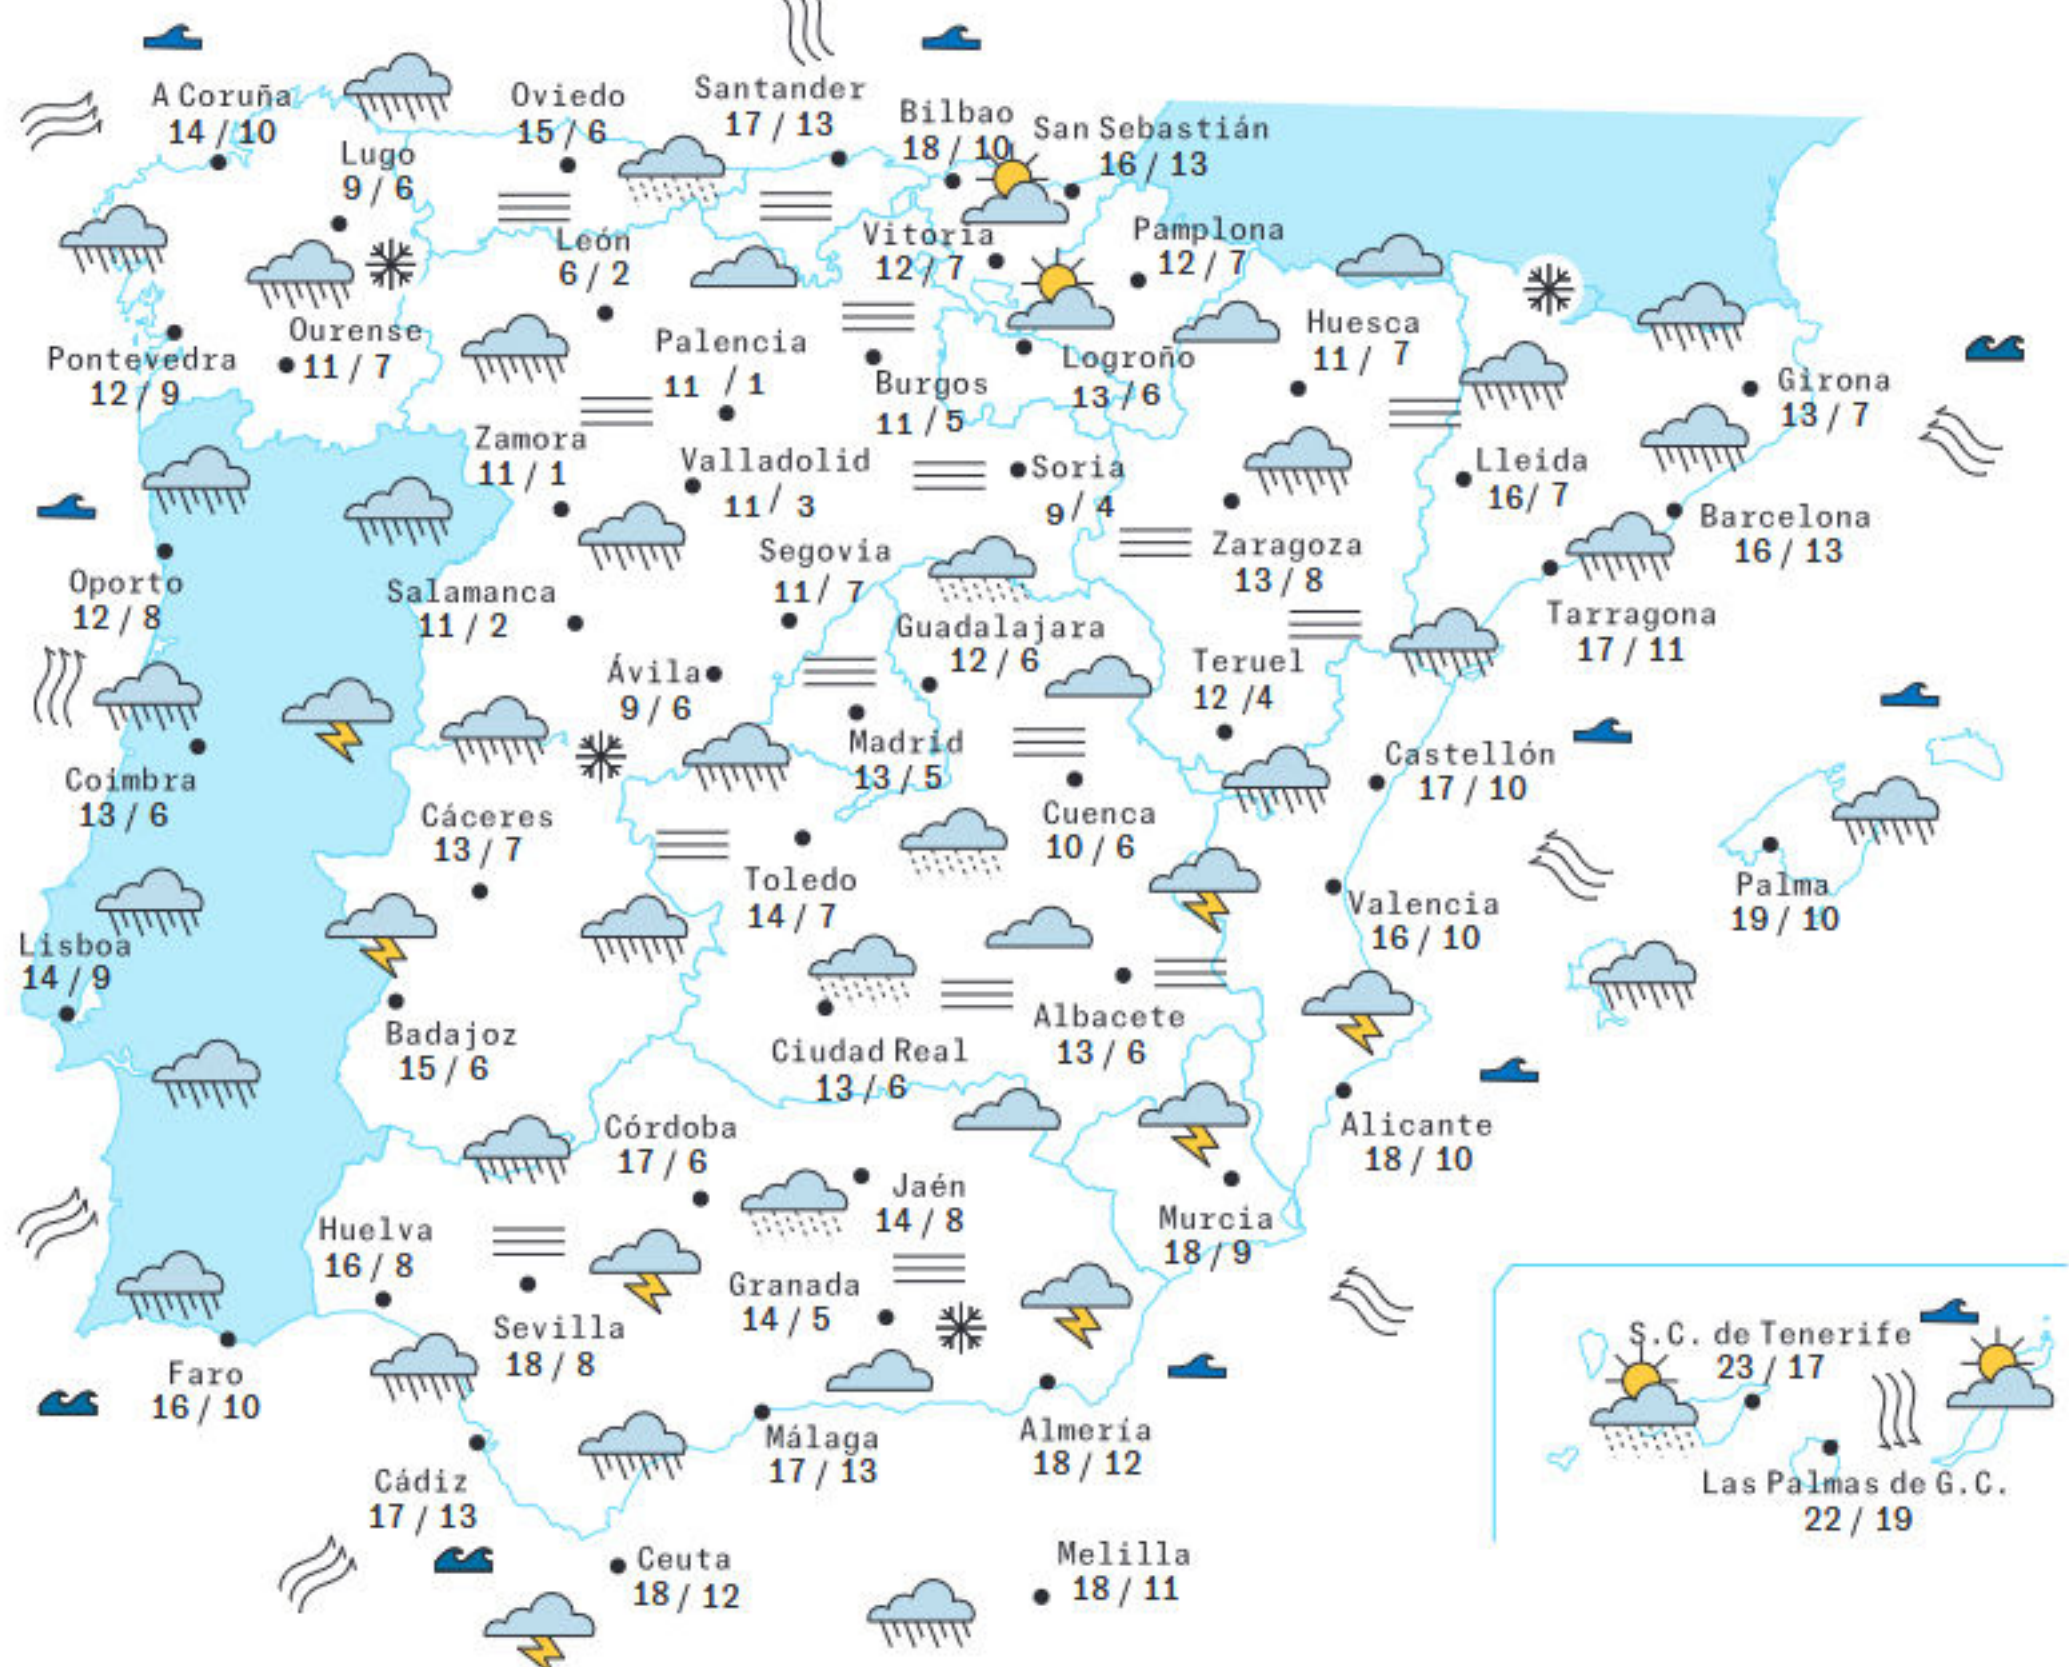 A Coruña
14 / 10
Oviedo
15 / 6
Santander
17 / 13
Bilbao
18 / 10
San Sebastián
16 / 13
Lugo
9 / 6
León
6 / 2
Vitoria
12 / 7
Pamplona
12 / 7
Pontevedra
12 / 9
Ourense
11 / 7
Palencia
11 / 1
Burgos
11 / 5
Logroño
13 / 6
Huesca
11 / 7
Girona
13 / 7
Zamora
11 / 1
Valladolid
11 / 3
Soria
9 / 4
Lleida
16/ 7
Barcelona
16 / 13
Oporto
12 / 8
Salamanca
11 / 2
Segovia
11 / 7
Zaragoza
13 / 8
Tarragona
17 / 11
Guadalajara
12 / 6
Ávila
9 / 6
Teruel
12 /4
Madrid
13 / 5
Castellón
17 / 10
Coimbra
13 / 6
Cáceres
13 / 7
Cuenca
10 / 6
Toledo
14 / 7
Valencia
16 / 10
Palma
19 / 10
Lisboa
14 / 9
Badajoz
15 / 6
Ciudad Real
13 / 6
Albacete
13 / 6
Alicante
18 / 10
Córdoba
17 / 6
Jaén
14 / 8
Murcia
18 / 9
Huelva
16 / 8
Granada
14 / 5
Sevilla
18 / 8
Faro
16 / 10
S.C. de Tenerife
23 / 17
Málaga
17 / 13
Almería
18 / 12
Cádiz
17 / 13
Las Palmas de G.C.
22 / 19
Ceuta
18 / 12
Melilla
18 / 11